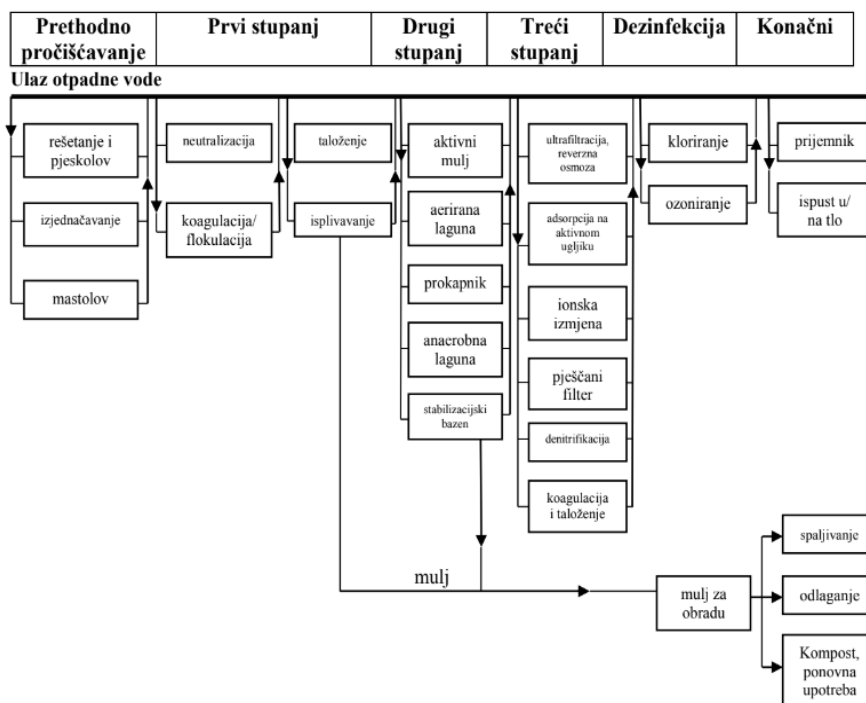 Prethodno
pročišćavanje
Prvi stupanj
Drugi
stupanj
Treći
stupanj
Dezinfekcija
Konačni
Ulaz otpadne vode
rešetanje i
pjeskolov
izjednačavanje
mastolov
neutralizacija
koagulacija/
flokulacija
taloženje
isplivavanje
aktivni
mulj
aerirana
laguna
prokapnik
anaerobna
laguna
stabilizacijski
bazen
ultrafiltracija,
reverzna
osmoza
adsorpcija na
aktivnom
ugljiku
ionska
izmjena
pješčani
filter
denitrifikacija
koagulacija
i taloženje
kloriranje
ozoniranje
prijemnik
ispust u/
na tlo
mulj
mulj za
obradu
spaljivanje
odlaganje
Kompost,
ponovna
upotreba